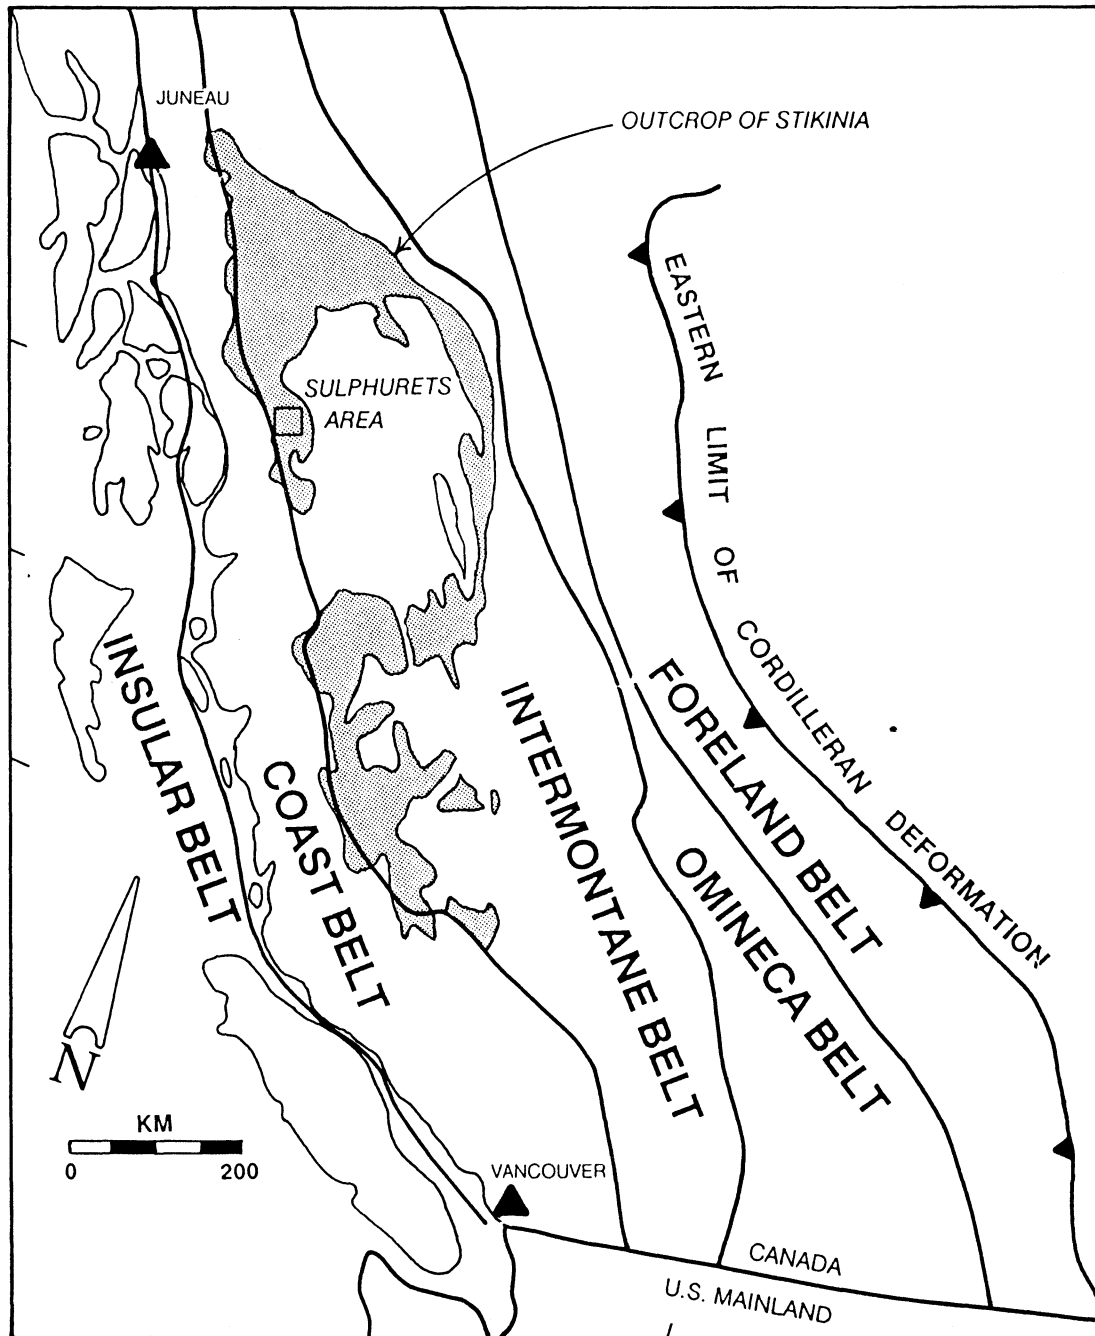 JUNEAU
OUTCROP OF STIKINIA
SULPHURETS
AREA
EASTERN LIMIT OF CORDILLERAN DEFORMATION
INSULAR BELT
COAST BELT
INTERMONTANE BELT
FORELAND BELT
OMINECA BELT
N
KM
0 200
VANCOUVER
CANADA
U.S. MAINLAND